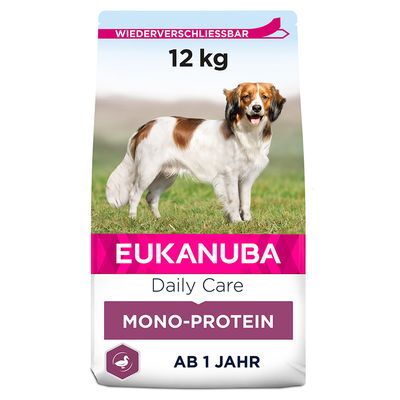 WIEDERVERSCHLIESSBAR
12 kg
EUKANUBA
Daily Care
MONO-PROTEIN
AB 1 JAHR